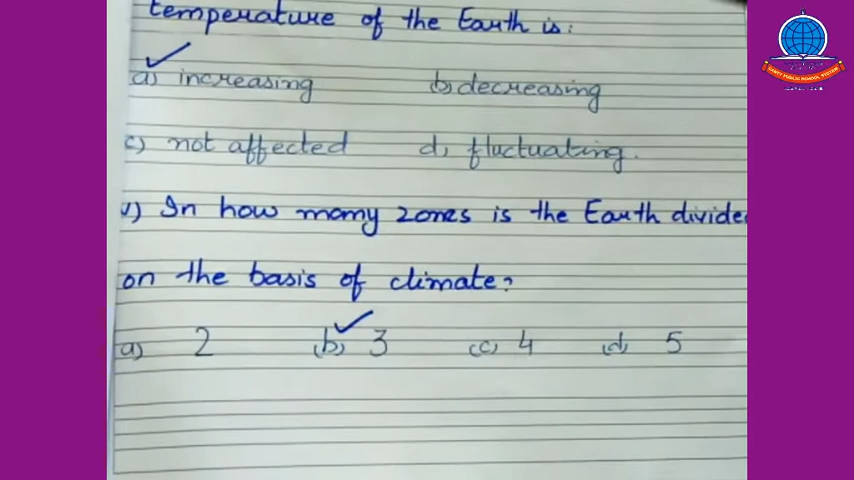 temperature of the Earth is:
a) increasing b) decreasing
c) not affected d) fluctuating.
v) In how many zones is the Earth divide
on the basis of climate?
a) 2 (b) 3 (c) 4 (d) 5